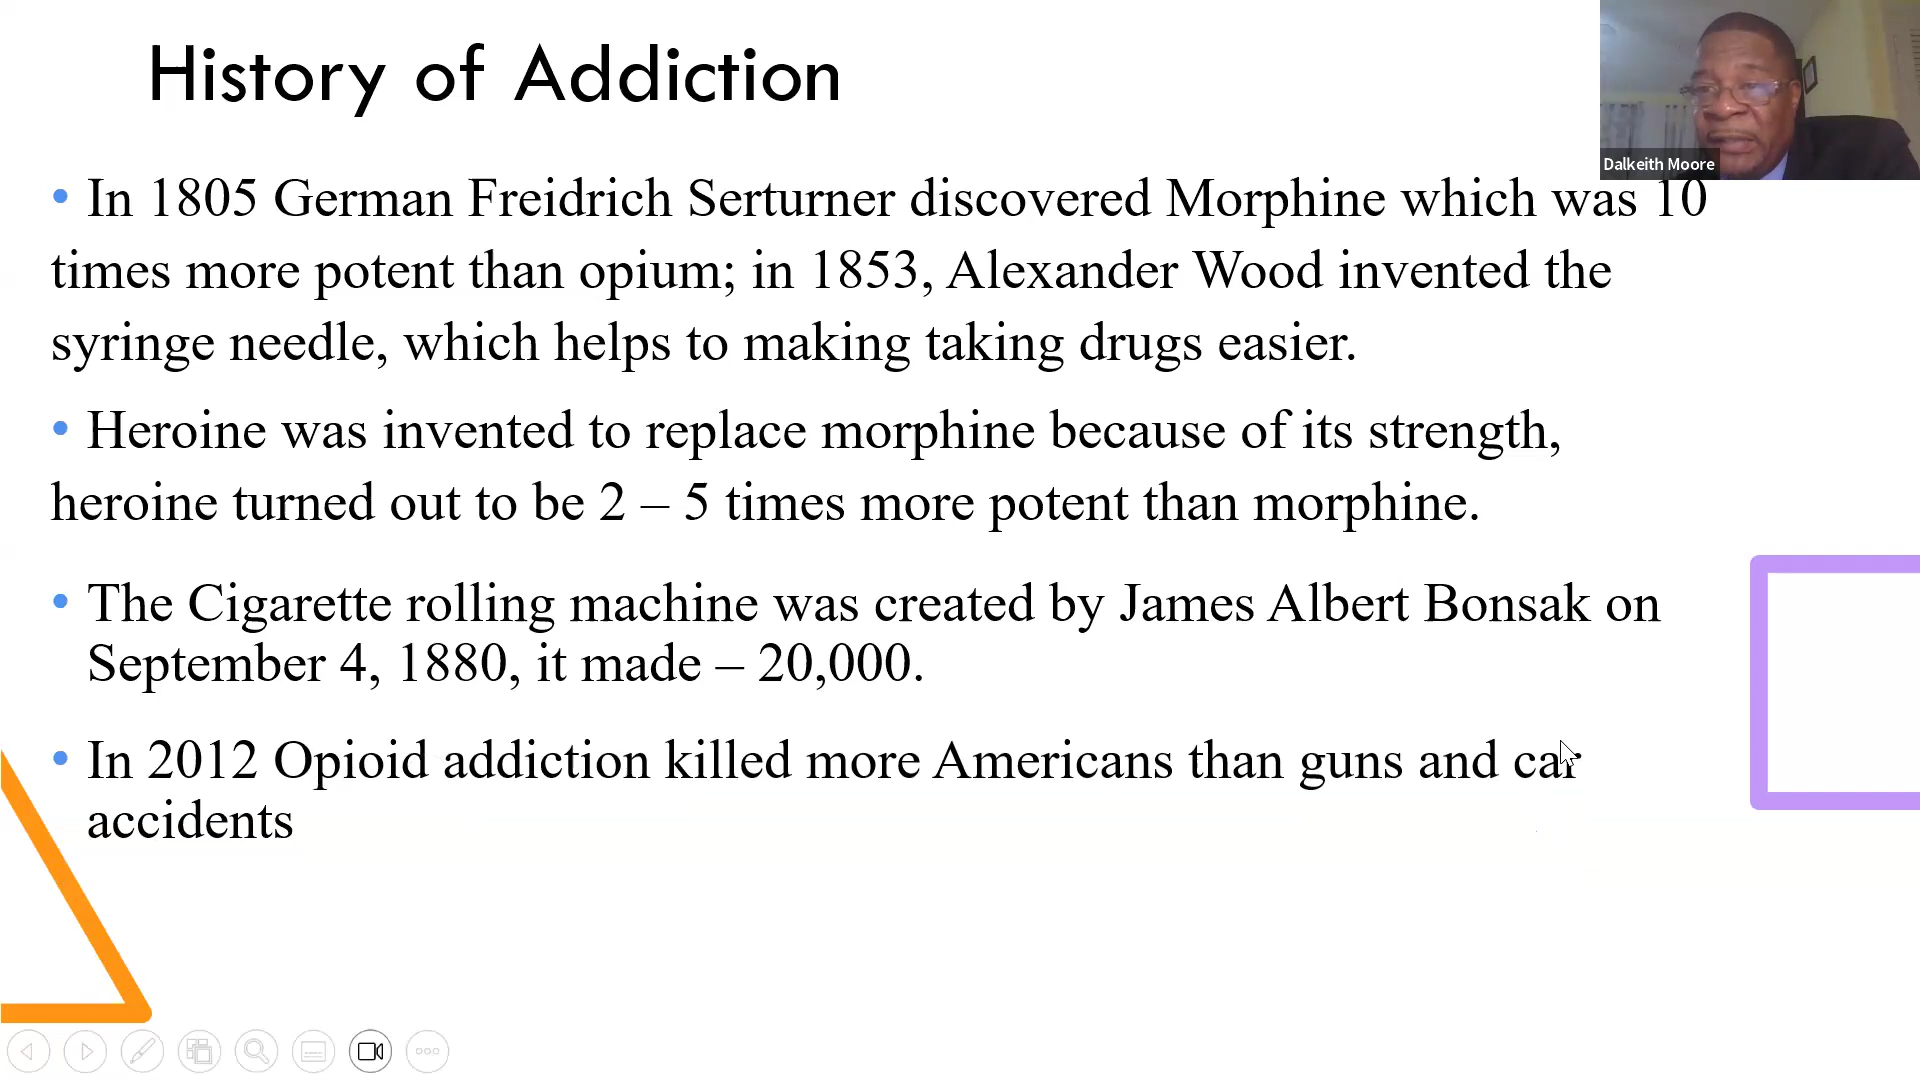 History of Addiction
Dalkeith Moore
• In 1805 German Freidrich Serturner discovered Morphine which was 10
times more potent than opium; in 1853, Alexander Wood invented the
syringe needle, which helps to making taking drugs easier.
• Heroine was invented to replace morphine because of its strength,
heroine turned out to be 2 – 5 times more potent than morphine.
• The Cigarette rolling machine was created by James Albert Bonsak on
September 4, 1880, it made – 20,000.
• In 2012 Opioid addiction killed more Americans than guns and car
accidents